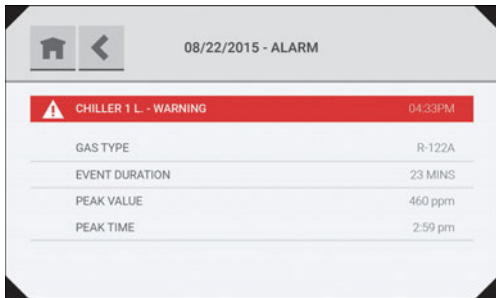 08/22/2015 - ALARM
CHILLER 1 L. - WARNING 04:33PM
GAS TYPE R-122A
EVENT DURATION 23 MINS
PEAK VALUE 460 ppm
PEAK TIME 2:59 pm